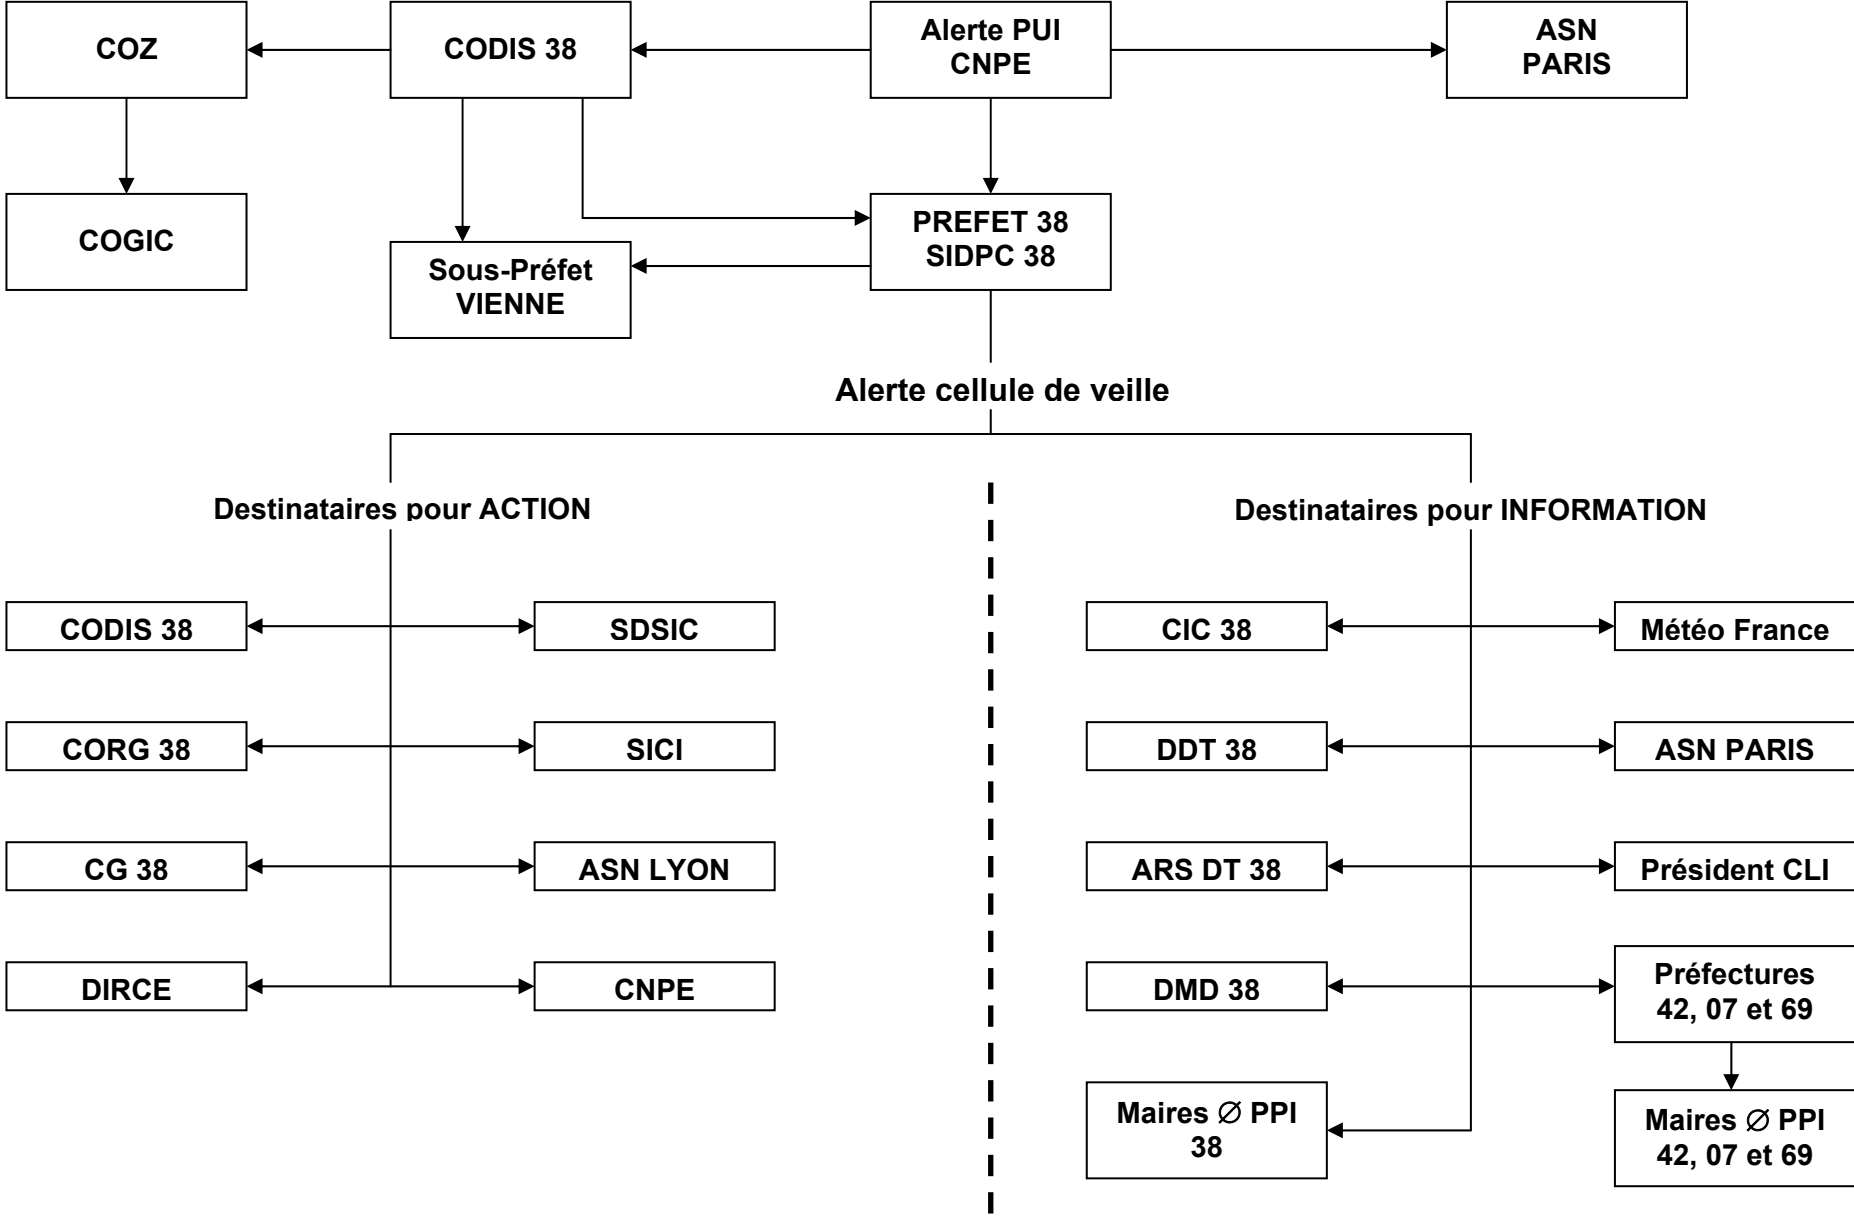 COZ
CODIS 38
Alerte PUI
CNPE
ASN
PARIS
COGIC
Sous-Préfet
VIENNE
PREFET 38
SIDPC 38
Alerte cellule de veille
Destinataires pour ACTION
Destinataires pour INFORMATION
CODIS 38
SDSIC
CIC 38
Météo France
CORG 38
SICI
DDT 38
ASN PARIS
CG 38
ASN LYON
ARS DT 38
Président CLI
DIRCE
CNPE
DMD 38
Préfectures
42, 07 et 69
Maires ∅ PPI
38
Maires ∅ PPI
42, 07 et 69